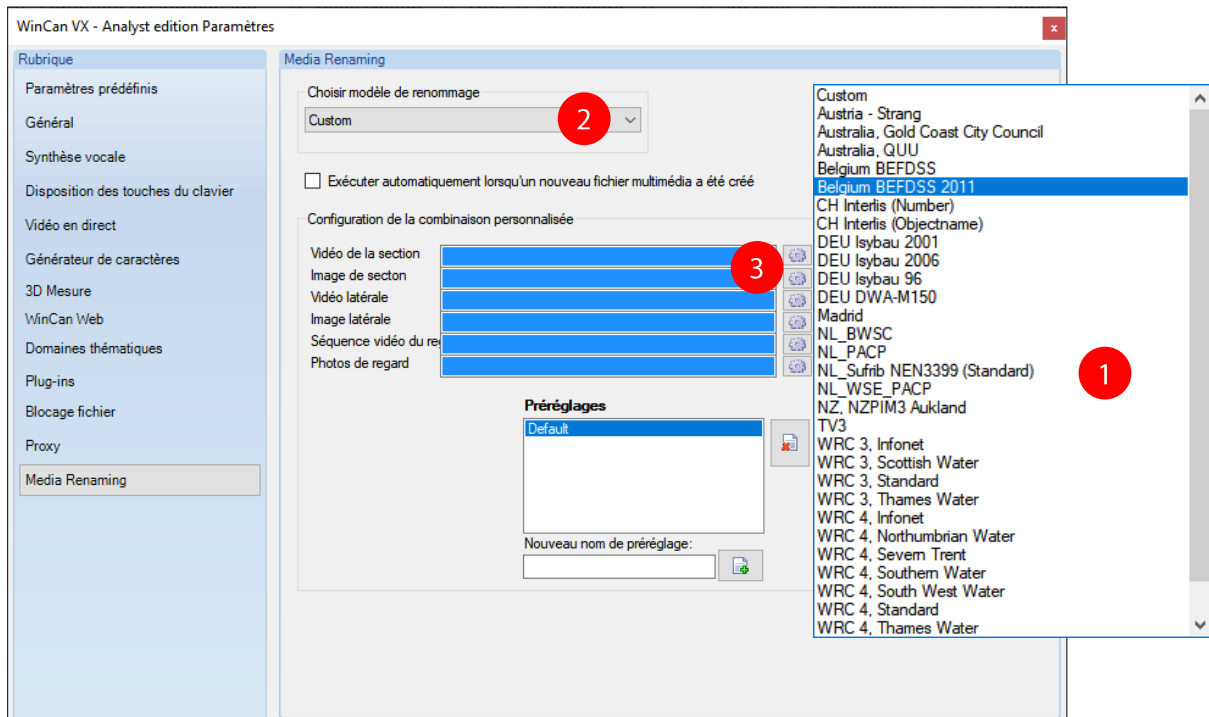 WinCan VX - Analyst edition Paramètres
x
Rubrique
Paramètres prédéfinis
Général
Synthèse vocale
Disposition des touches du clavier
Vidéo en direct
Générateur de caractères
3D Mesure
WinCan Web
Domaines thématiques
Plug-ins
Blocage fichier
Proxy
Media Renaming
Media Renaming
Choisir modèle de renommage
Custom
2
Exécuter automatiquement lorsqu'un nouveau fichier multimédia a été créé
Configuration de la combinaison personnalisée
Vidéo de la section
Image de secton
Vidéo latérale
Image latérale
Séquence vidéo du re
Photos de regard
3
Préréglages
Default
Nouveau nom de préréglage:
Custom
Austria - Strang
Australia, Gold Coast City Council
Australia, QUU
Belgium BEFDSS
Belgium BEFDSS 2011
CH Interlis (Number)
CH Interlis (Objectname)
DEU Isybau 2001
DEU Isybau 2006
DEU Isybau 96
DEU DWA-M150
Madrid
NL_BWSC
NL_PACP
NL_Sufrib NEN3399 (Standard)
NL_WSE_PACP
NZ, NZPIM3 Aukland
TV3
WRC 3, Infonet
WRC 3, Scottish Water
WRC 3, Standard
WRC 3, Thames Water
WRC 4, Infonet
WRC 4, Northumbrian Water
WRC 4, Severn Trent
WRC 4, Southern Water
WRC 4, South West Water
WRC 4, Standard
WRC 4, Thames Water
1